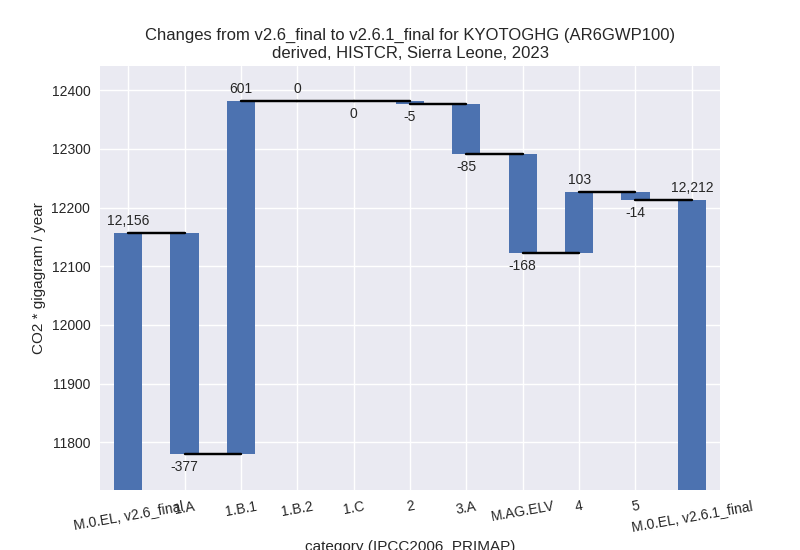 Changes from v2.6_final to v2.6.1_final for KYOTOGHG (AR6GWP100)
derived, HISTCR, Sierra Leone, 2023
CO2 * gigagram / year
12400
12300
12200
12100
12000
11900
11800
12,156
-377
601
0
0
-5
-85
-168
103
-14
12,212
M.0.EL, v2.6_final
1.A
1.B.1
1.B.2
1.C
2
3.A
M.AG.ELV
4
5
M.0.EL, v2.6.1_final
category (IPCC2006_PRIMAP)